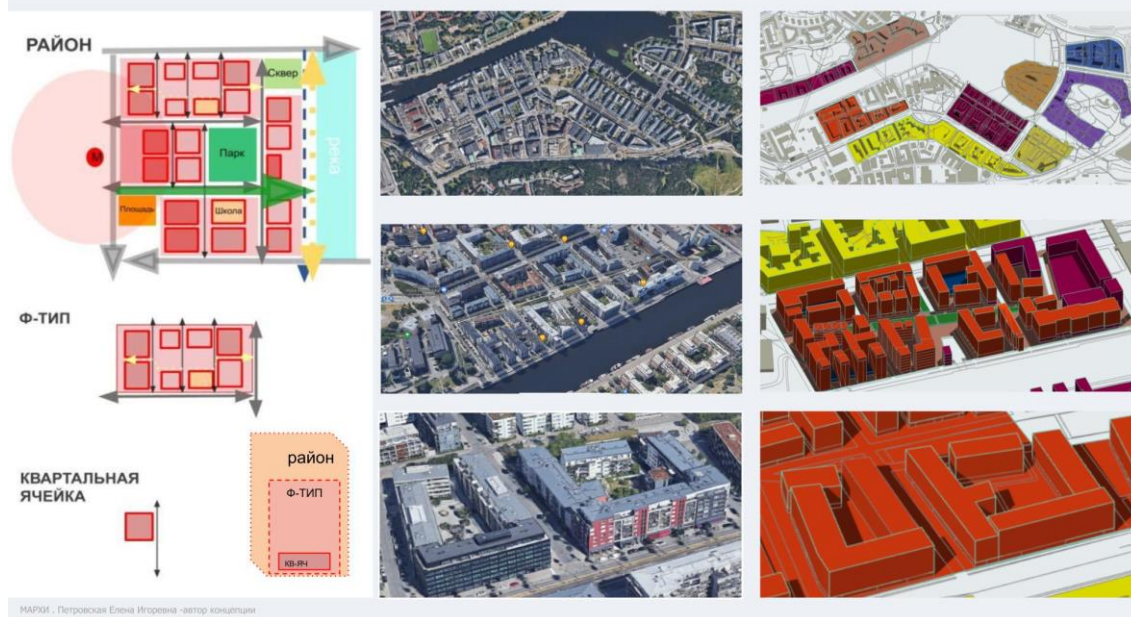 РАЙОН
Сквер
М
Парк
река
Площадь
Школа
Ф-ТИП
КВАРТАЛЬНАЯ
ЯЧЕЙКА
район
Ф-ТИП
КВ-ЯЧ
МАРХИ . Петровская Елена Игоревна -автор концепции